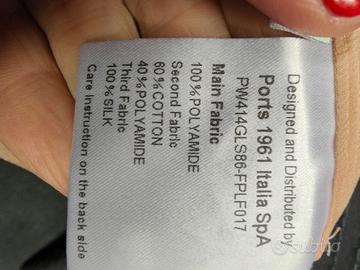 Designed and Distributed by
Ports 1961 Italia SpA
PW414GLS86-FPLF017
Main Fabric
100%POLYAMIDE
Second Fabric
60%COTTON
40%POLYAMIDE
Third Fabric
100%SILK
Care Instruction on the back side
subito